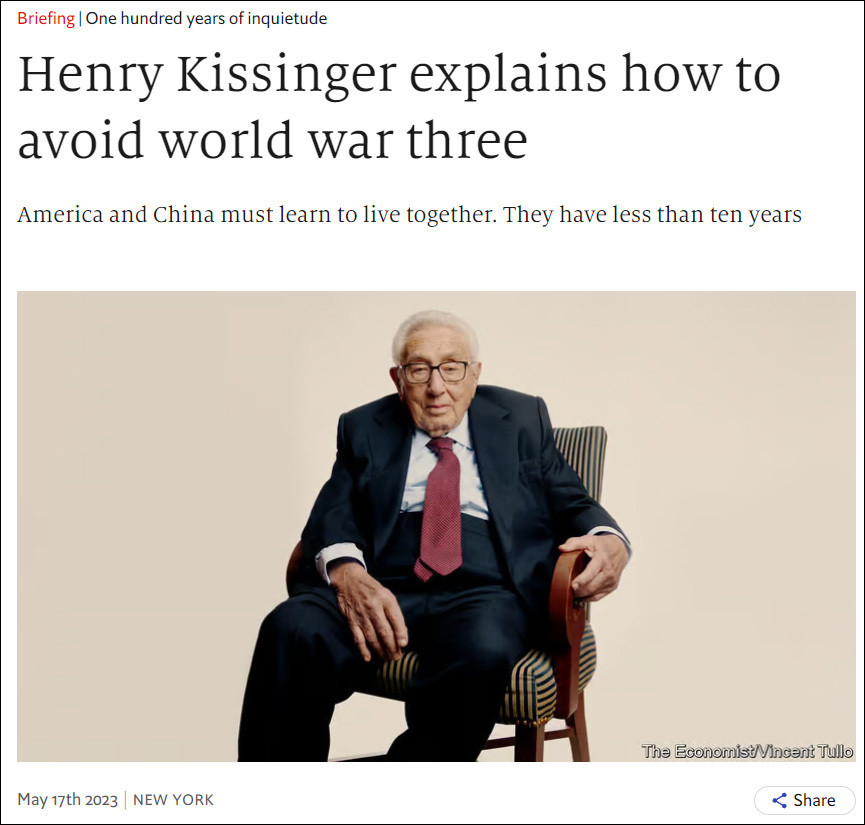 Briefing | One hundred years of inquietude
Henry Kissinger explains how to
avoid world war three
America and China must learn to live together. They have less than ten years
The Economist/Vincent Tullo
May 17th 2023 | NEW YORK
Share